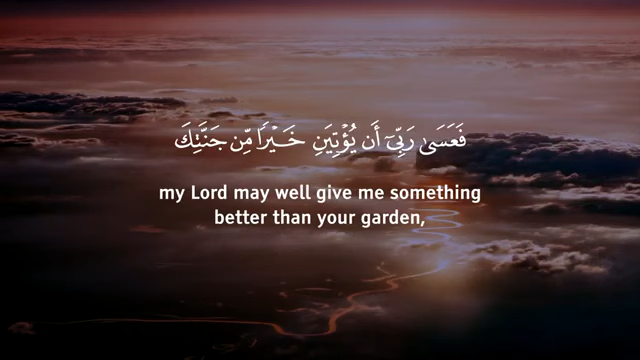 فَعَسَىٰ رَبِّىٓ أَن يُؤْتِيَنِ خَيْرًا مِّن جَنَّتِكَ
my Lord may well give me something
better than your garden,